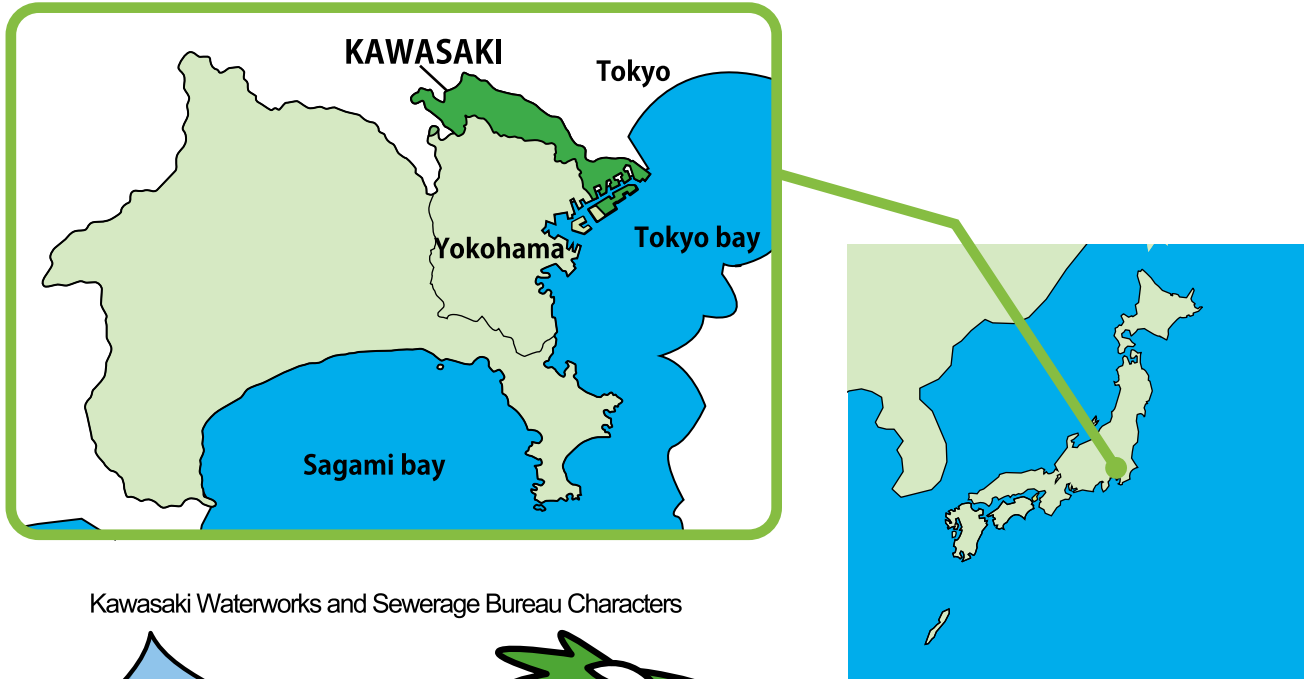 KAWASAKI
Tokyo
Yokohama
Tokyo bay
Sagami bay
Kawasaki Waterworks and Sewerage Bureau Characters